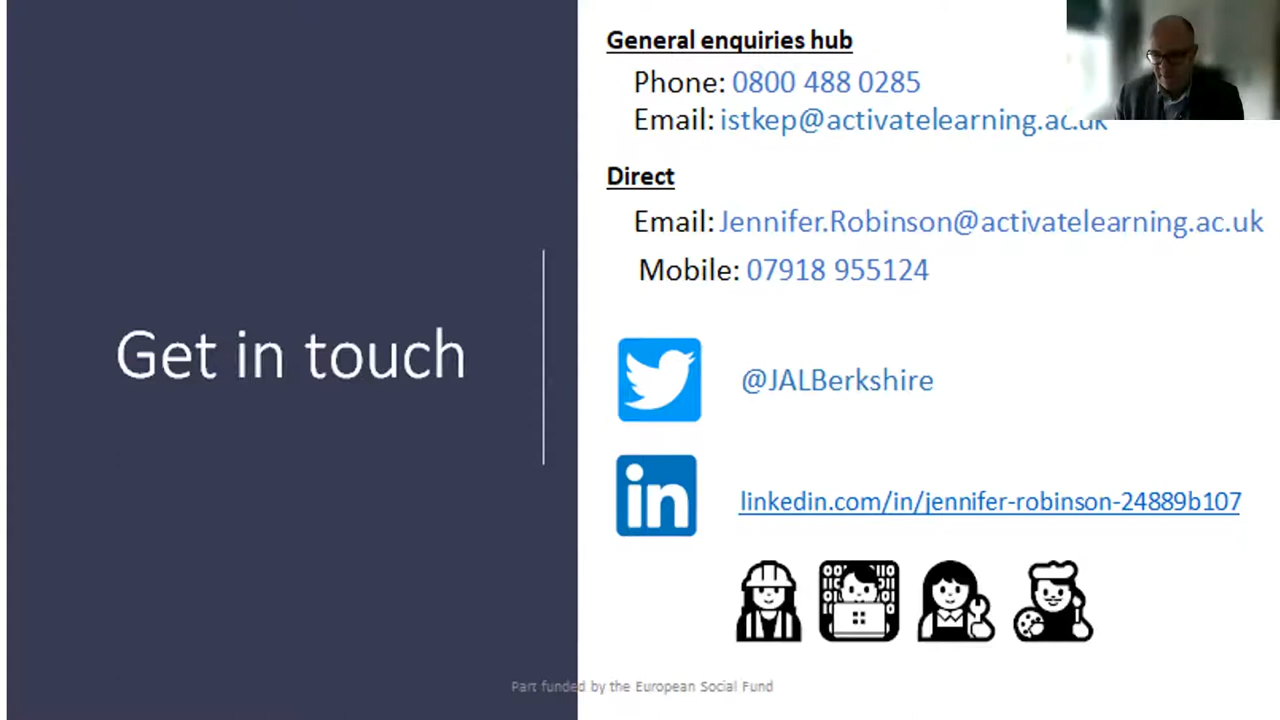 General enquiries hub
Phone: 0800 488 0285
Email: istkep@activatelearning.ac.uk
Direct
Email: Jennifer.Robinson@activatelearning.ac.uk
Mobile: 07918 955124
Get in touch
@JALBerkshire
in
linkedin.com/in/jennifer-robinson-24889b107
Part funded by the European Social Fund